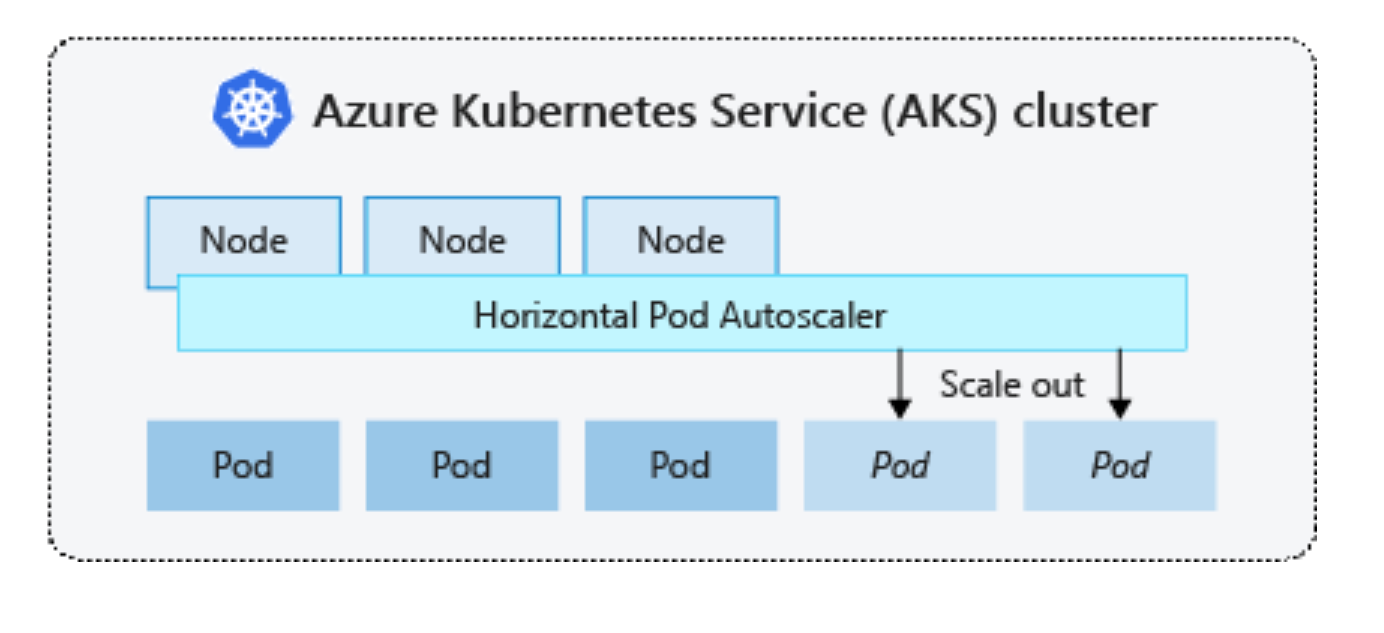 Azure Kubernetes Service (AKS) cluster
Node
Node
Node
Horizontal Pod Autoscaler
Scale out
Pod
Pod
Pod
Pod
Pod